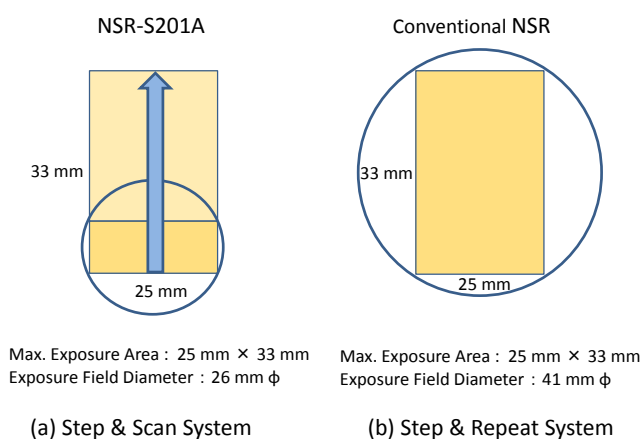 NSR-S201A
33 mm
25 mm
Max. Exposure Area : 25 mm × 33 mm
Exposure Field Diameter : 26 mm ϕ
(a) Step & Scan System
Conventional NSR
33 mm
25 mm
Max. Exposure Area : 25 mm × 33 mm
Exposure Field Diameter : 41 mm ϕ
(b) Step & Repeat System